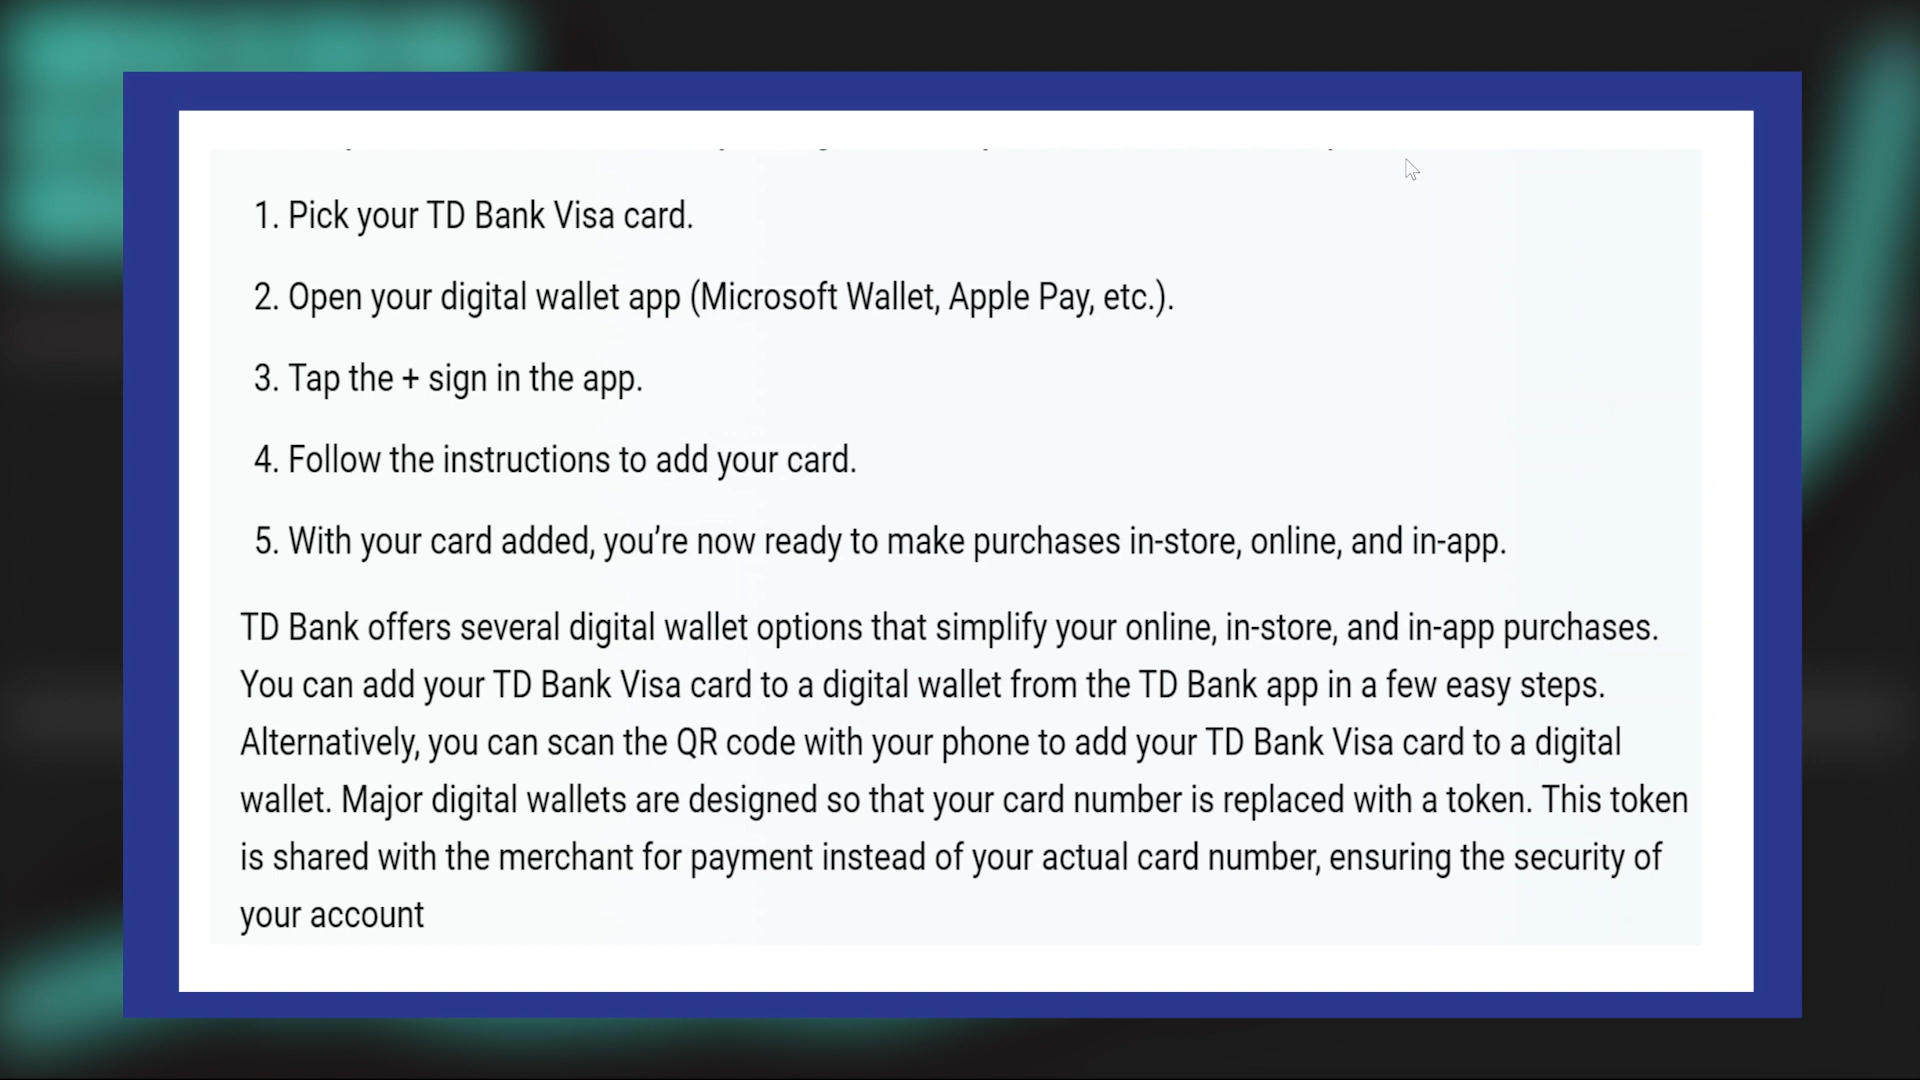 1. Pick your TD Bank Visa card.
2. Open your digital wallet app (Microsoft Wallet, Apple Pay, etc.).
3. Tap the + sign in the app.
4. Follow the instructions to add your card.
5. With your card added, you’re now ready to make purchases in-store, online, and in-app.
TD Bank offers several digital wallet options that simplify your online, in-store, and in-app purchases.
You can add your TD Bank Visa card to a digital wallet from the TD Bank app in a few easy steps.
Alternatively, you can scan the QR code with your phone to add your TD Bank Visa card to a digital
wallet. Major digital wallets are designed so that your card number is replaced with a token. This token
is shared with the merchant for payment instead of your actual card number, ensuring the security of
your account